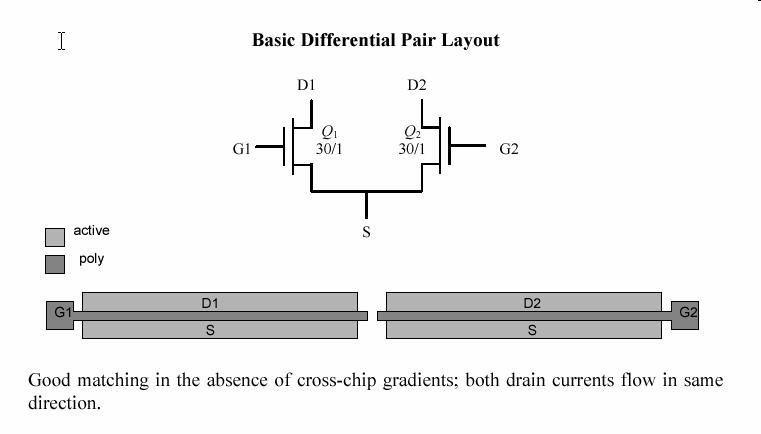 Basic Differential Pair Layout
D1 D2
Q1 Q2
G1 30/1 30/1 G2
S
active
poly
G1 D1 D2 G2
S S
Good matching in the absence of cross-chip gradients; both drain currents flow in same
direction.